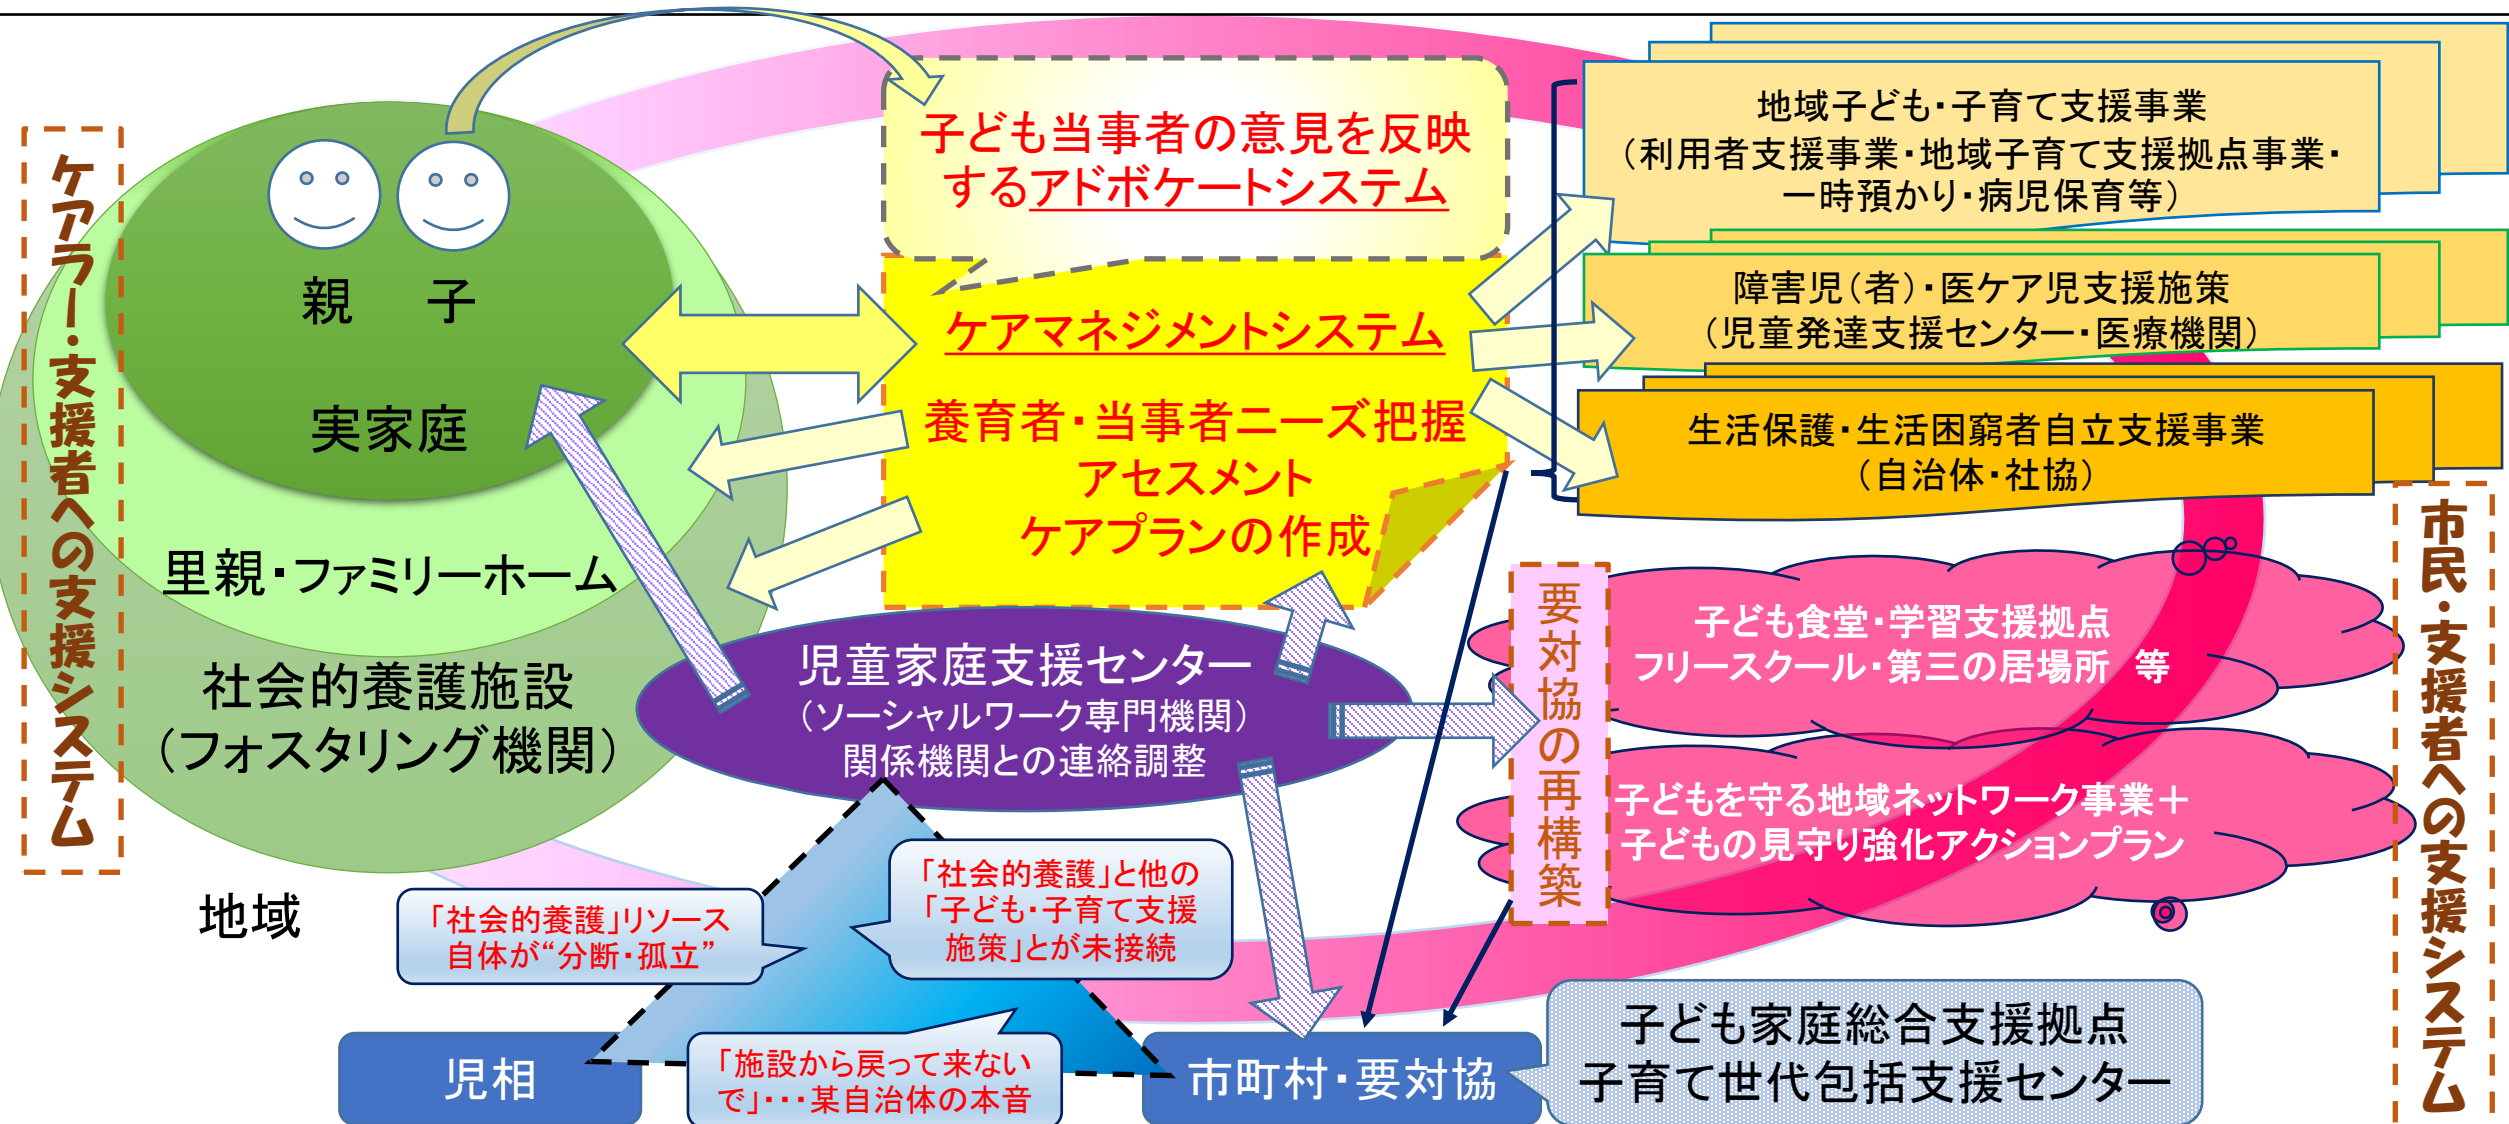 ケアラー・支援者への支援システム
親　子
実家庭
里親・ファミリーホーム
社会的養護施設
（フォスタリング機関）
地域
子ども当事者の意見を反映
するアドボケートシステム
ケアマネジメントシステム
養育者・当事者ニーズ把握
アセスメント
ケアプランの作成
児童家庭支援センター
（ソーシャルワーク専門機関）
関係機関との連絡調整
地域子ども・子育て支援事業
（利用者支援事業・地域子育て支援拠点事業・
一時預かり・病児保育等）
障害児（者）・医ケア児支援施策
（児童発達支援センター・医療機関）
生活保護・生活困窮者自立支援事業
（自治体・社協）
要対協の再構築
子ども食堂・学習支援拠点
フリースクール・第三の居場所　等
子どもを守る地域ネットワーク事業＋
子どもの見守り強化アクションプラン
市民・支援者への支援システム
「社会的養護」リソース
自体が“分断・孤立”
「社会的養護」と他の
「子ども・子育て支援
施策」とが未接続
「施設から戻って来ない
で」・・・某自治体の本音
児相
市町村・要対協
子ども家庭総合支援拠点
子育て世代包括支援センター